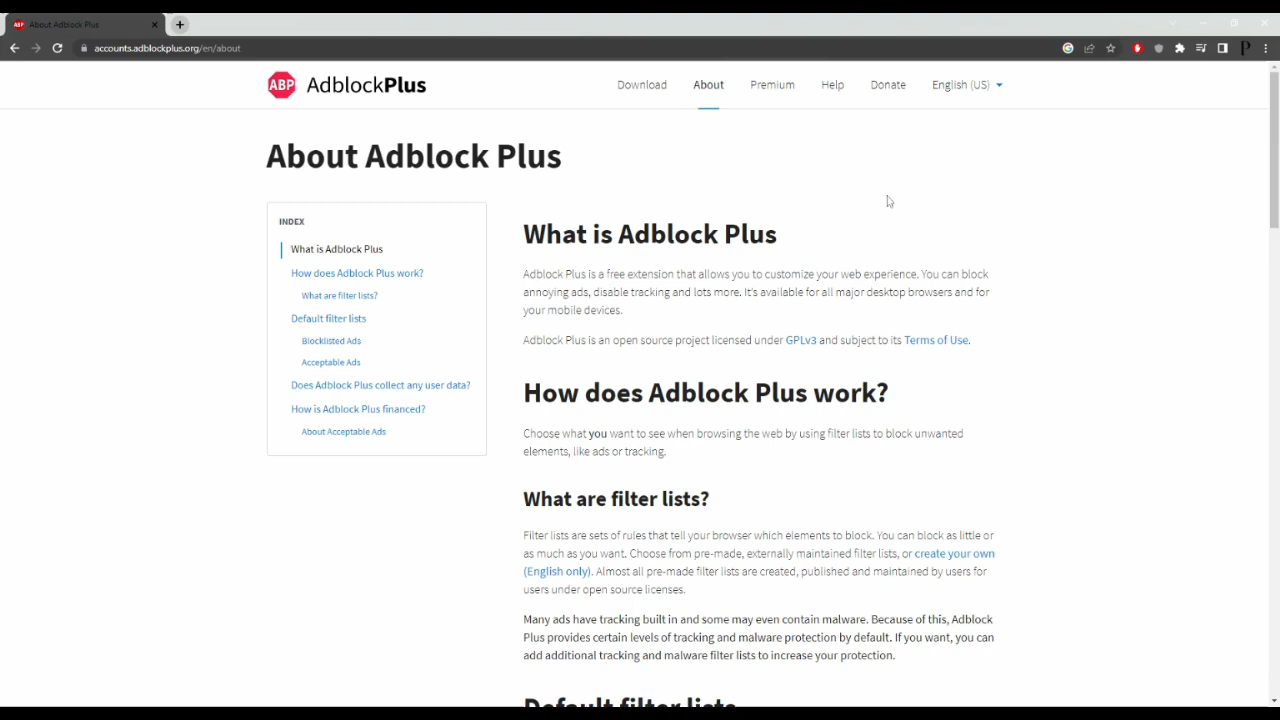 ABP
About Adblock Plus
accounts.adblockplus.org/en/about
ABP AdblockPlus
Download About Premium Help Donate English (US)
About Adblock Plus
INDEX
What is Adblock Plus
How does Adblock Plus work?
What are filter lists?
Default filter lists
Blocklisted Ads
Acceptable Ads
Does Adblock Plus collect any user data?
How is Adblock Plus financed?
About Acceptable Ads
What is Adblock Plus
Adblock Plus is a free extension that allows you to customize your web experience. You can block
annoying ads, disable tracking and lots more. It's available for all major desktop browsers and for
your mobile devices.
Adblock Plus is an open source project licensed under GPLv3 and subject to its Terms of Use.
How does Adblock Plus work?
Choose what you want to see when browsing the web by using filter lists to block unwanted
elements, like ads or tracking.
What are filter lists?
Filter lists are sets of rules that tell your browser which elements to block. You can block as little or
as much as you want. Choose from pre-made, externally maintained filter lists, or create your own
(English only). Almost all pre-made filter lists are created, published and maintained by users for
users under open source licenses.
Many ads have tracking built in and some may even contain malware. Because of this, Adblock
Plus provides certain levels of tracking and malware protection by default. If you want, you can
add additional tracking and malware filter lists to increase your protection.
Default filter lists